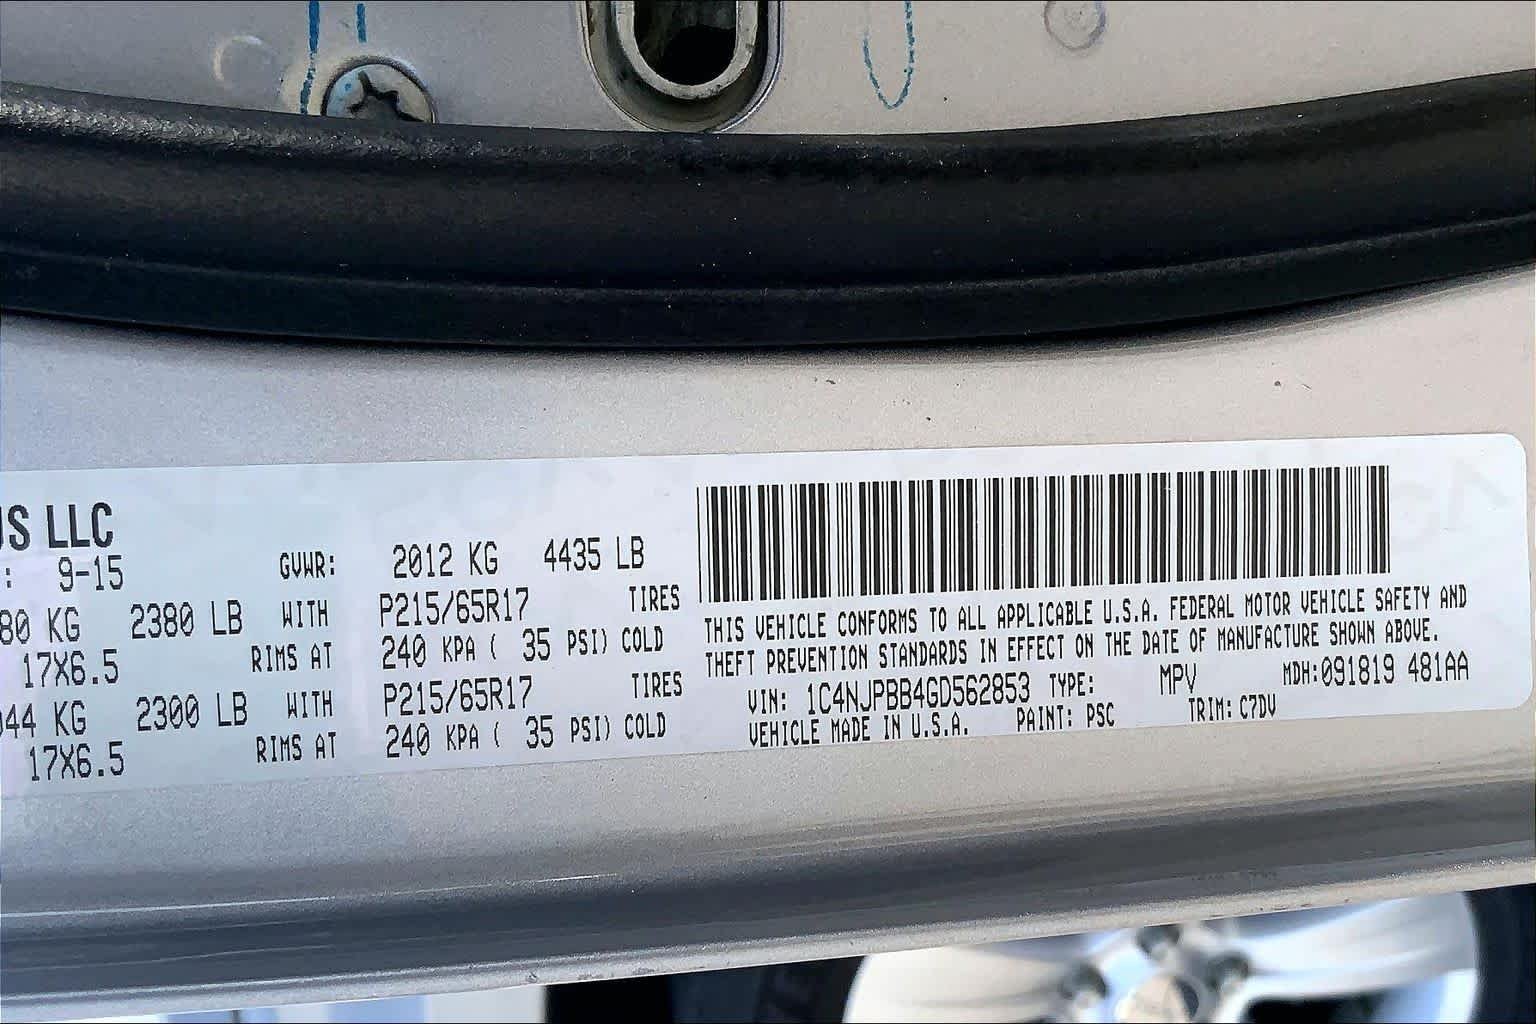 US LLC
: 9-15 GVWR: 2012 KG 4435 LB
80 KG 2380 LB WITH P215/65R17 TIRES
17X6.5 RIMS AT 240 KPA ( 35 PSI) COLD
044 KG 2300 LB WITH P215/65R17 TIRES
17X6.5 RIMS AT 240 KPA ( 35 PSI) COLD
THIS VEHICLE CONFORMS TO ALL APPLICABLE U.S.A. FEDERAL MOTOR VEHICLE SAFETY AND
THEFT PREVENTION STANDARDS IN EFFECT ON THE DATE OF MANUFACTURE SHOWN ABOVE.
VIN: 1C4NJPBB4GD562853 TYPE: MPV MDH:091819 481AA
VEHICLE MADE IN U.S.A. PAINT: PSC TRIM: C7DV